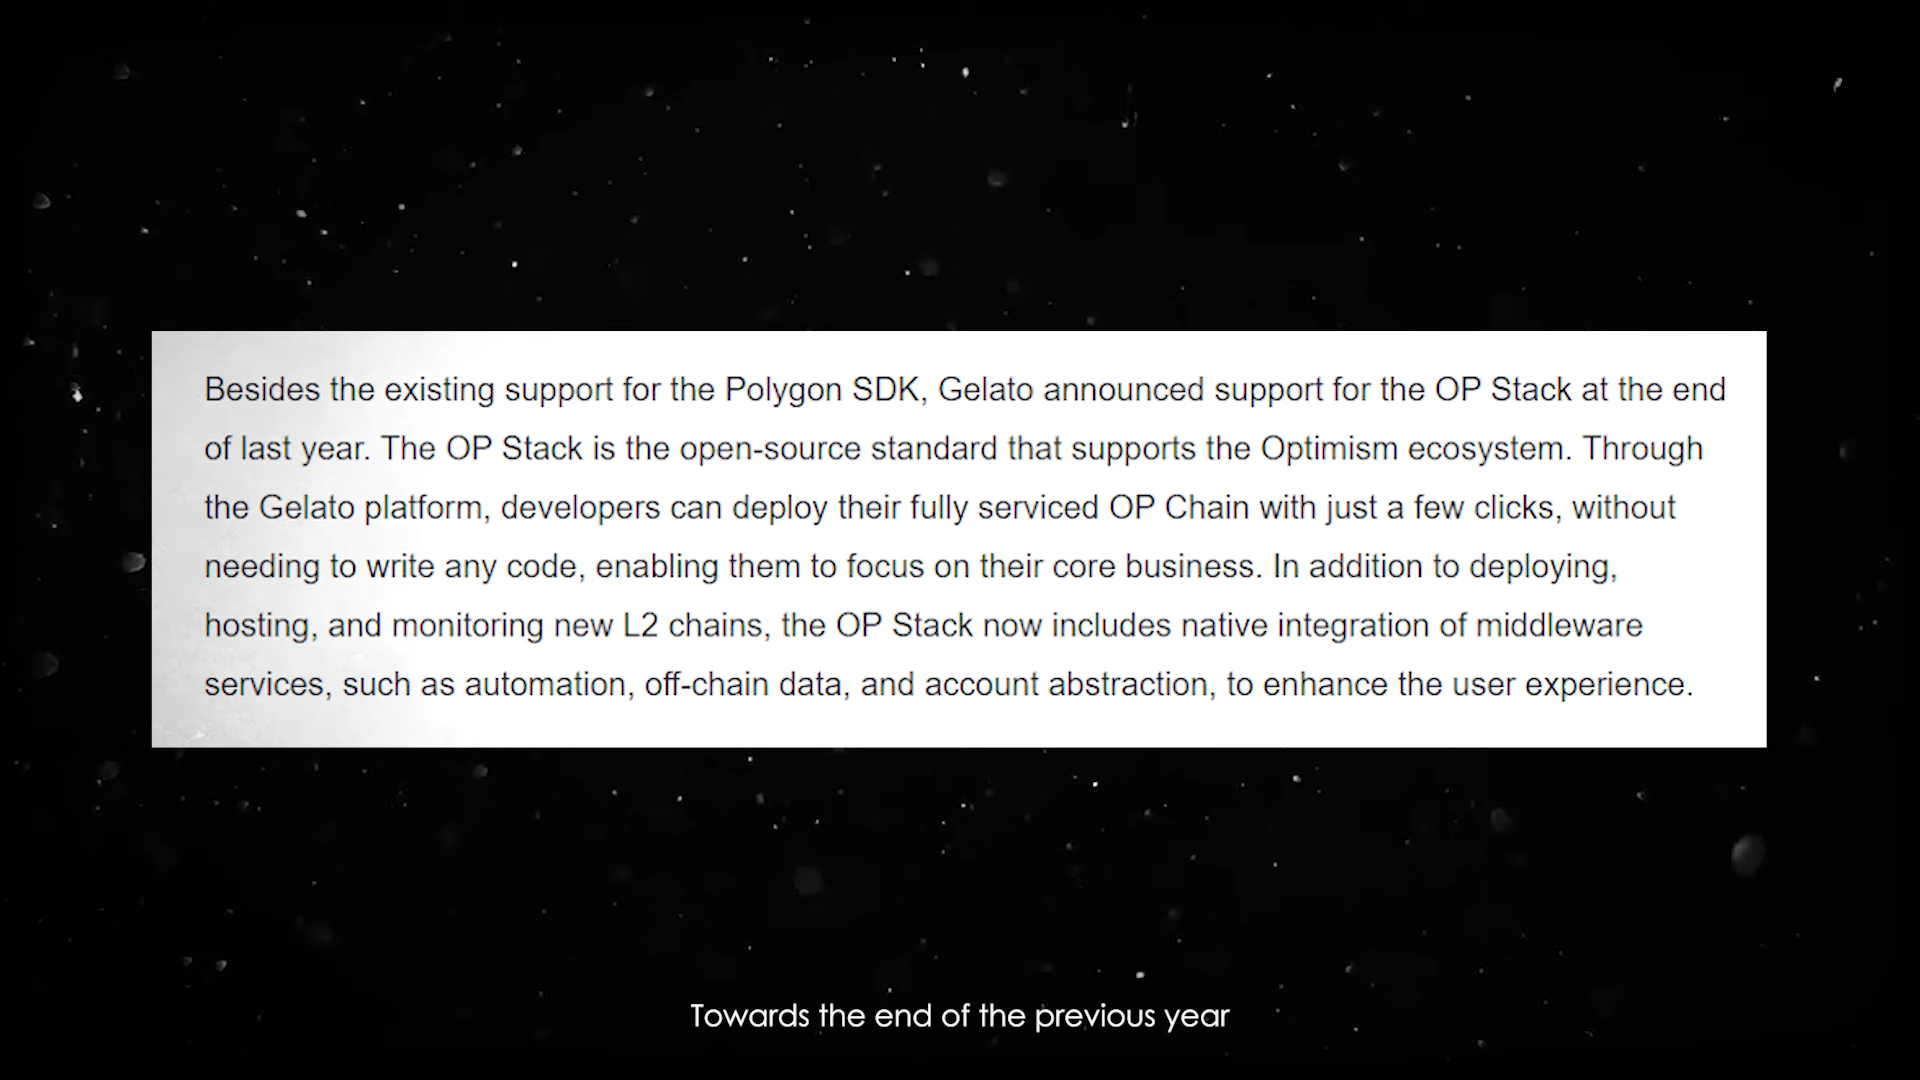 Besides the existing support for the Polygon SDK, Gelato announced support for the OP Stack at the end
of last year. The OP Stack is the open-source standard that supports the Optimism ecosystem. Through
the Gelato platform, developers can deploy their fully serviced OP Chain with just a few clicks, without
needing to write any code, enabling them to focus on their core business. In addition to deploying,
hosting, and monitoring new L2 chains, the OP Stack now includes native integration of middleware
services, such as automation, off-chain data, and account abstraction, to enhance the user experience.
Towards the end of the previous year